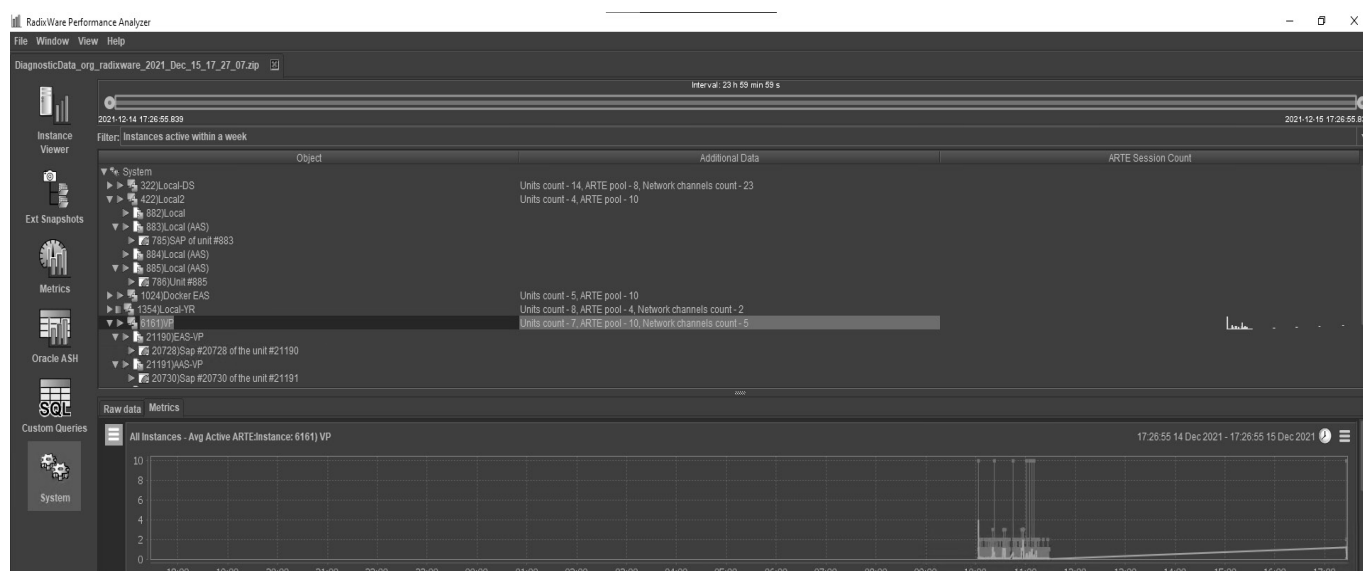 RadixWare Performance Analyzer
File Window View Help
DiagnosticData_org_radixware_2021_Dec_15_17_27_07.zip
Interval: 23 h 59 min 59 s
2021-12-14 17:26:55.839
2021-12-15 17:26:55.8
Instance Viewer
Filter: Instances active within a week
Object Additional Data ARTE Session Count
System
322)Local-DS Units count - 14, ARTE pool - 8, Network channels count - 23
422)Local2 Units count - 4, ARTE pool - 10
882)Local
Ext Snapshots
883)Local (AAS)
785)SAP of unit #883
884)Local (AAS)
885)Local (AAS)
786)Unit #885
Metrics
1024)Docker EAS Units count - 5, ARTE pool - 10
1354)Local-YR Units count - 8, ARTE pool - 4, Network channels count - 2
6161)VP Units count - 7, ARTE pool - 10, Network channels count - 5
21190)EAS-VP
20728)Sap #20728 of the unit #21190
Oracle ASH
21191)AAS-VP
20730)Sap #20730 of the unit #21191
SQL
Custom Queries
Raw data Metrics
All Instances - Avg Active ARTE:Instance: 6161) VP
17:26:55 14 Dec 2021 - 17:26:55 15 Dec 2021
System
10
8
6
4
2
0